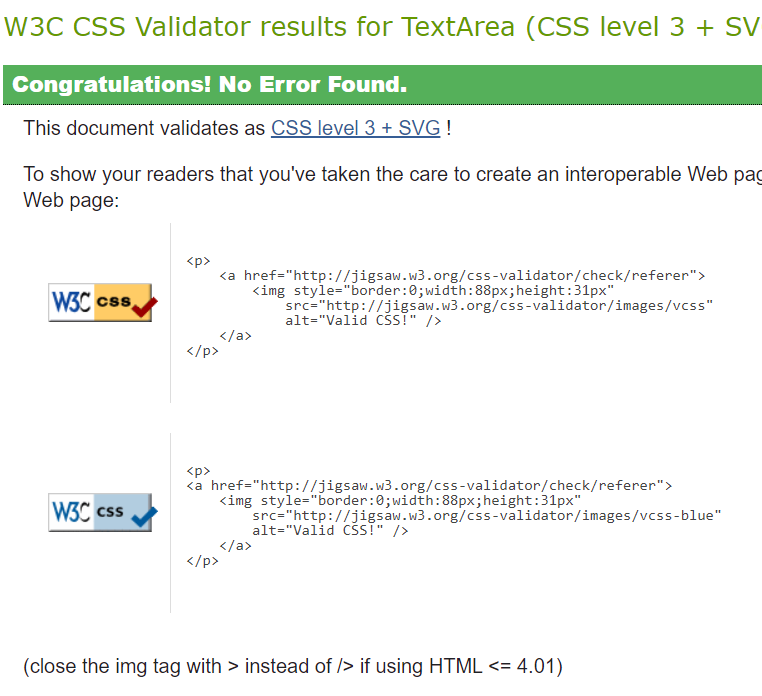 W3C CSS Validator results for TextArea (CSS level 3 + SV
Congratulations! No Error Found.
This document validates as CSS level 3 + SVG !
To show your readers that you've taken the care to create an interoperable Web pag
Web page:
<p>
<a href="http://jigsaw.w3.org/css-validator/check/referer">
<img style="border:0;width:88px;height:31px"
W3C css
src="http://jigsaw.w3.org/css-validator/images/vcss"
alt="Valid CSS!" />
</a>
</p>
<p>
<a href="http://jigsaw.w3.org/css-validator/check/referer">
<img style="border:0;width:88px;height:31px"
W3C css
src="http://jigsaw.w3.org/css-validator/images/vcss-blue"
alt="Valid CSS!" />
</a>
</p>
(close the img tag with > instead of /> if using HTML <= 4.01)